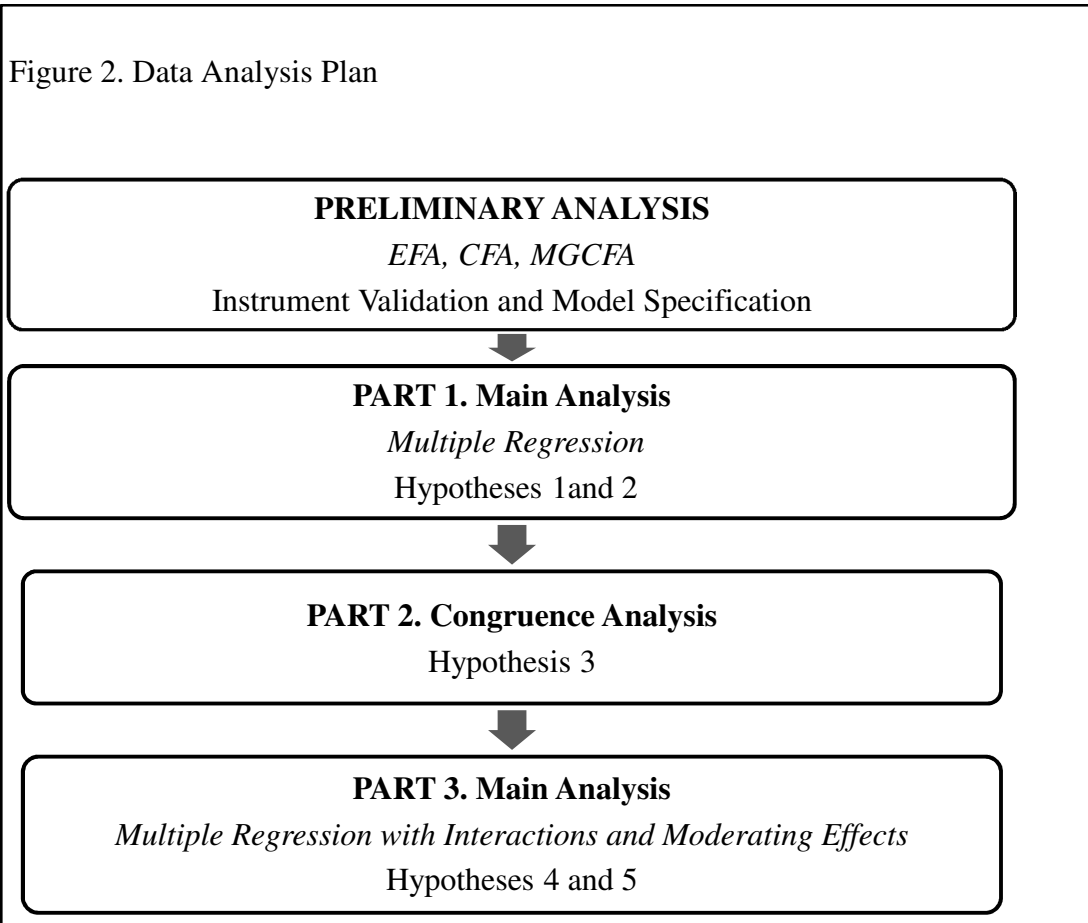 Figure 2. Data Analysis Plan
PRELIMINARY ANALYSIS
EFA, CFA, MGCFA
Instrument Validation and Model Specification
PART 1. Main Analysis
Multiple Regression
Hypotheses 1and 2
PART 2. Congruence Analysis
Hypothesis 3
PART 3. Main Analysis
Multiple Regression with Interactions and Moderating Effects
Hypotheses 4 and 5